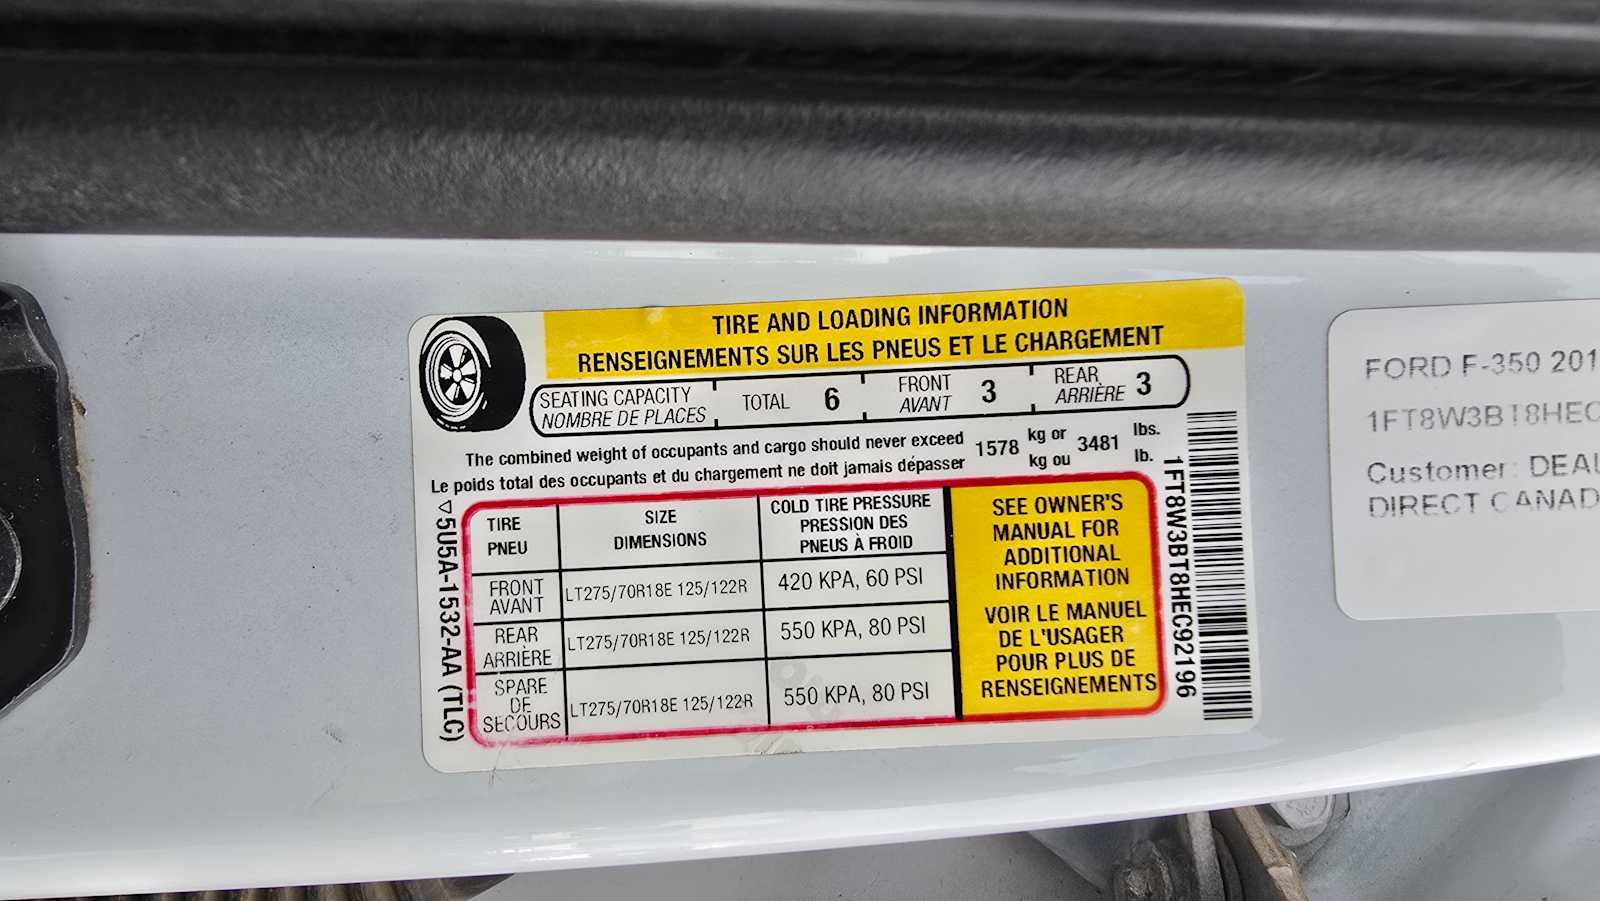 TIRE AND LOADING INFORMATION
RENSEIGNEMENTS SUR LES PNEUS ET LE CHARGEMENT
SEATING CAPACITY
NOMBRE DE PLACES
TOTAL 6
FRONT
AVANT 3
REAR
ARRIÈRE 3
The combined weight of occupants and cargo should never exceed
Le poids total des occupants et du chargement ne doit jamais dépasser
1578 kg or
kg ou 3481 lbs.
lb.
TIRE
PNEU
SIZE
DIMENSIONS
COLD TIRE PRESSURE
PRESSION DES
PNEUS À FROID
FRONT
AVANT
LT275/70R18E 125/122R
420 KPA, 60 PSI
REAR
ARRIÈRE
LT275/70R18E 125/122R
550 KPA, 80 PSI
SPARE
DE
SECOURS
LT275/70R18E 125/122R
550 KPA, 80 PSI
SEE OWNER'S
MANUAL FOR
ADDITIONAL
INFORMATION
VOIR LE MANUEL
DE L'USAGER
POUR PLUS DE
RENSEIGNEMENTS
5U5A-1532-AA (TLC)
1FT8W3BT8HEC92196
FORD F-350 201
1FT8W3BT8HEC
Customer: DEAL
DIRECT CANAD